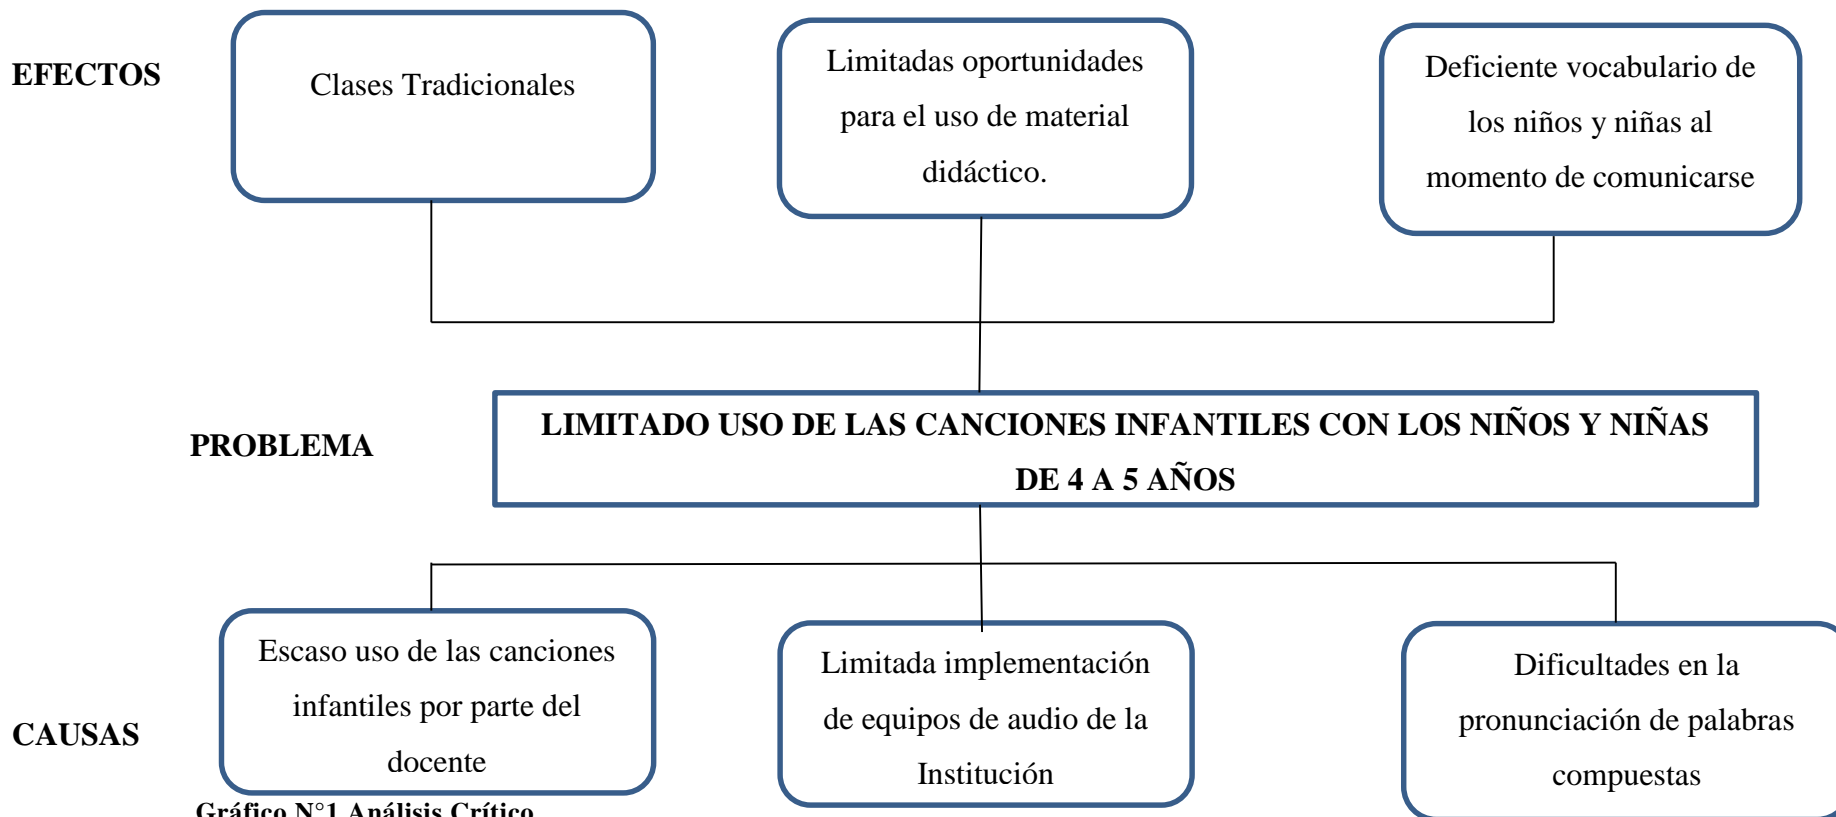 EFECTOS
Clases Tradicionales
Limitadas oportunidades
para el uso de material
didáctico.
Deficiente vocabulario de
los niños y niñas al
momento de comunicarse
PROBLEMA
LIMITADO USO DE LAS CANCIONES INFANTILES CON LOS NIÑOS Y NIÑAS
DE 4 A 5 AÑOS
CAUSAS
Escaso uso de las canciones
infantiles por parte del
docente
Limitada implementación
de equipos de audio de la
Institución
Dificultades en la
pronunciación de palabras
compuestas
Gráfico N°1 Análisis Crítico